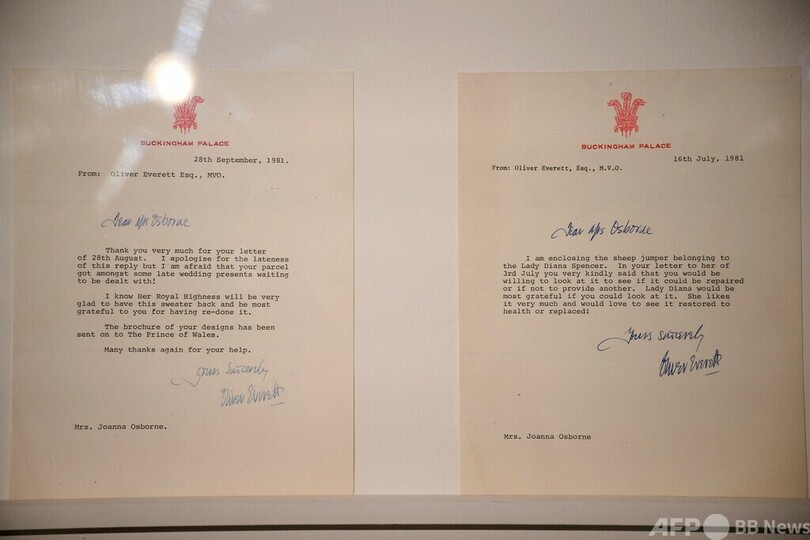 BUCKINGHAM PALACE
28th September, 1981.
From: Oliver Everett Esq., MVO.
Dear Mrs Osborne
Thank you very much for your letter
of 28th August. I apologise for the lateness
of this reply but I am afraid that your parcel
got amongst some late wedding presents waiting
to be dealt with!
I know Her Royal Highness will be very
glad to have this sweater back and be most
grateful to you for having re-done it.
The brochure of your designs has been
sent on to The Prince of Wales.
Many thanks again for your help.
Yours sincerely
Oliver Everett
Mrs. Joanna Osborne.
BUCKINGHAM PALACE
16th July, 1981
From: Oliver Everett, Esq., M.V.O.
Dear Mrs Osborne
I am enclosing the sheep jumper belonging to
the Lady Diana Spencer. In your letter to her of
3rd July you very kindly said that you would be
willing to look at it to see if it could be repaired
or if not to provide another. Lady Diana would be
most grateful if you could look at it. She likes
it very much and would love to see it restored to
health or replaced!
Yours sincerely
Oliver Everett
Mrs. Joanna Osborne
AFP BB News